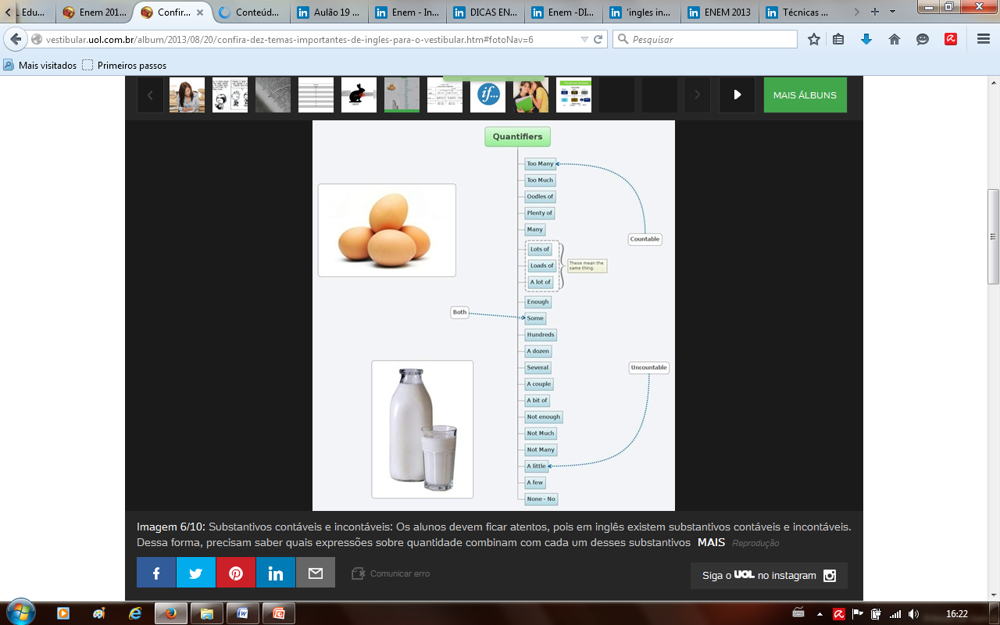 L Edu...
Enem 201...
Confir...
Conteúd...
Aulão 19 ...
Enem - In...
DICAS EN...
Enem -DI...
'ingles in...
ENEM 2013
Técnicas ...
vestibular.uol.com.br/album/2013/08/20/confira-dez-temas-importantes-de-ingles-para-o-vestibular.htm#fotoNav=6
Pesquisar
Mais visitados
Primeiros passos
if...
MAIS ÁLBUNS
Quantifiers
Too Many
Too Much
Oodles of
Plenty of
Many
Countable
Lots of
Loads of
A lot of
These mean the
same thing.
Enough
Both
Some
Hundreds
A dozen
Several
Uncountable
A couple
A bit of
Not enough
Not Much
Not Many
A little
A few
None - No
Imagem 6/10: Substantivos contáveis e incontáveis: Os alunos devem ficar atentos, pois em inglês existem substantivos contáveis e incontáveis.
Dessa forma, precisam saber quais expressões sobre quantidade combinam com cada um desses substantivos MAIS Reprodução
Comunicar erro
Siga o UOL no instagram
16:22